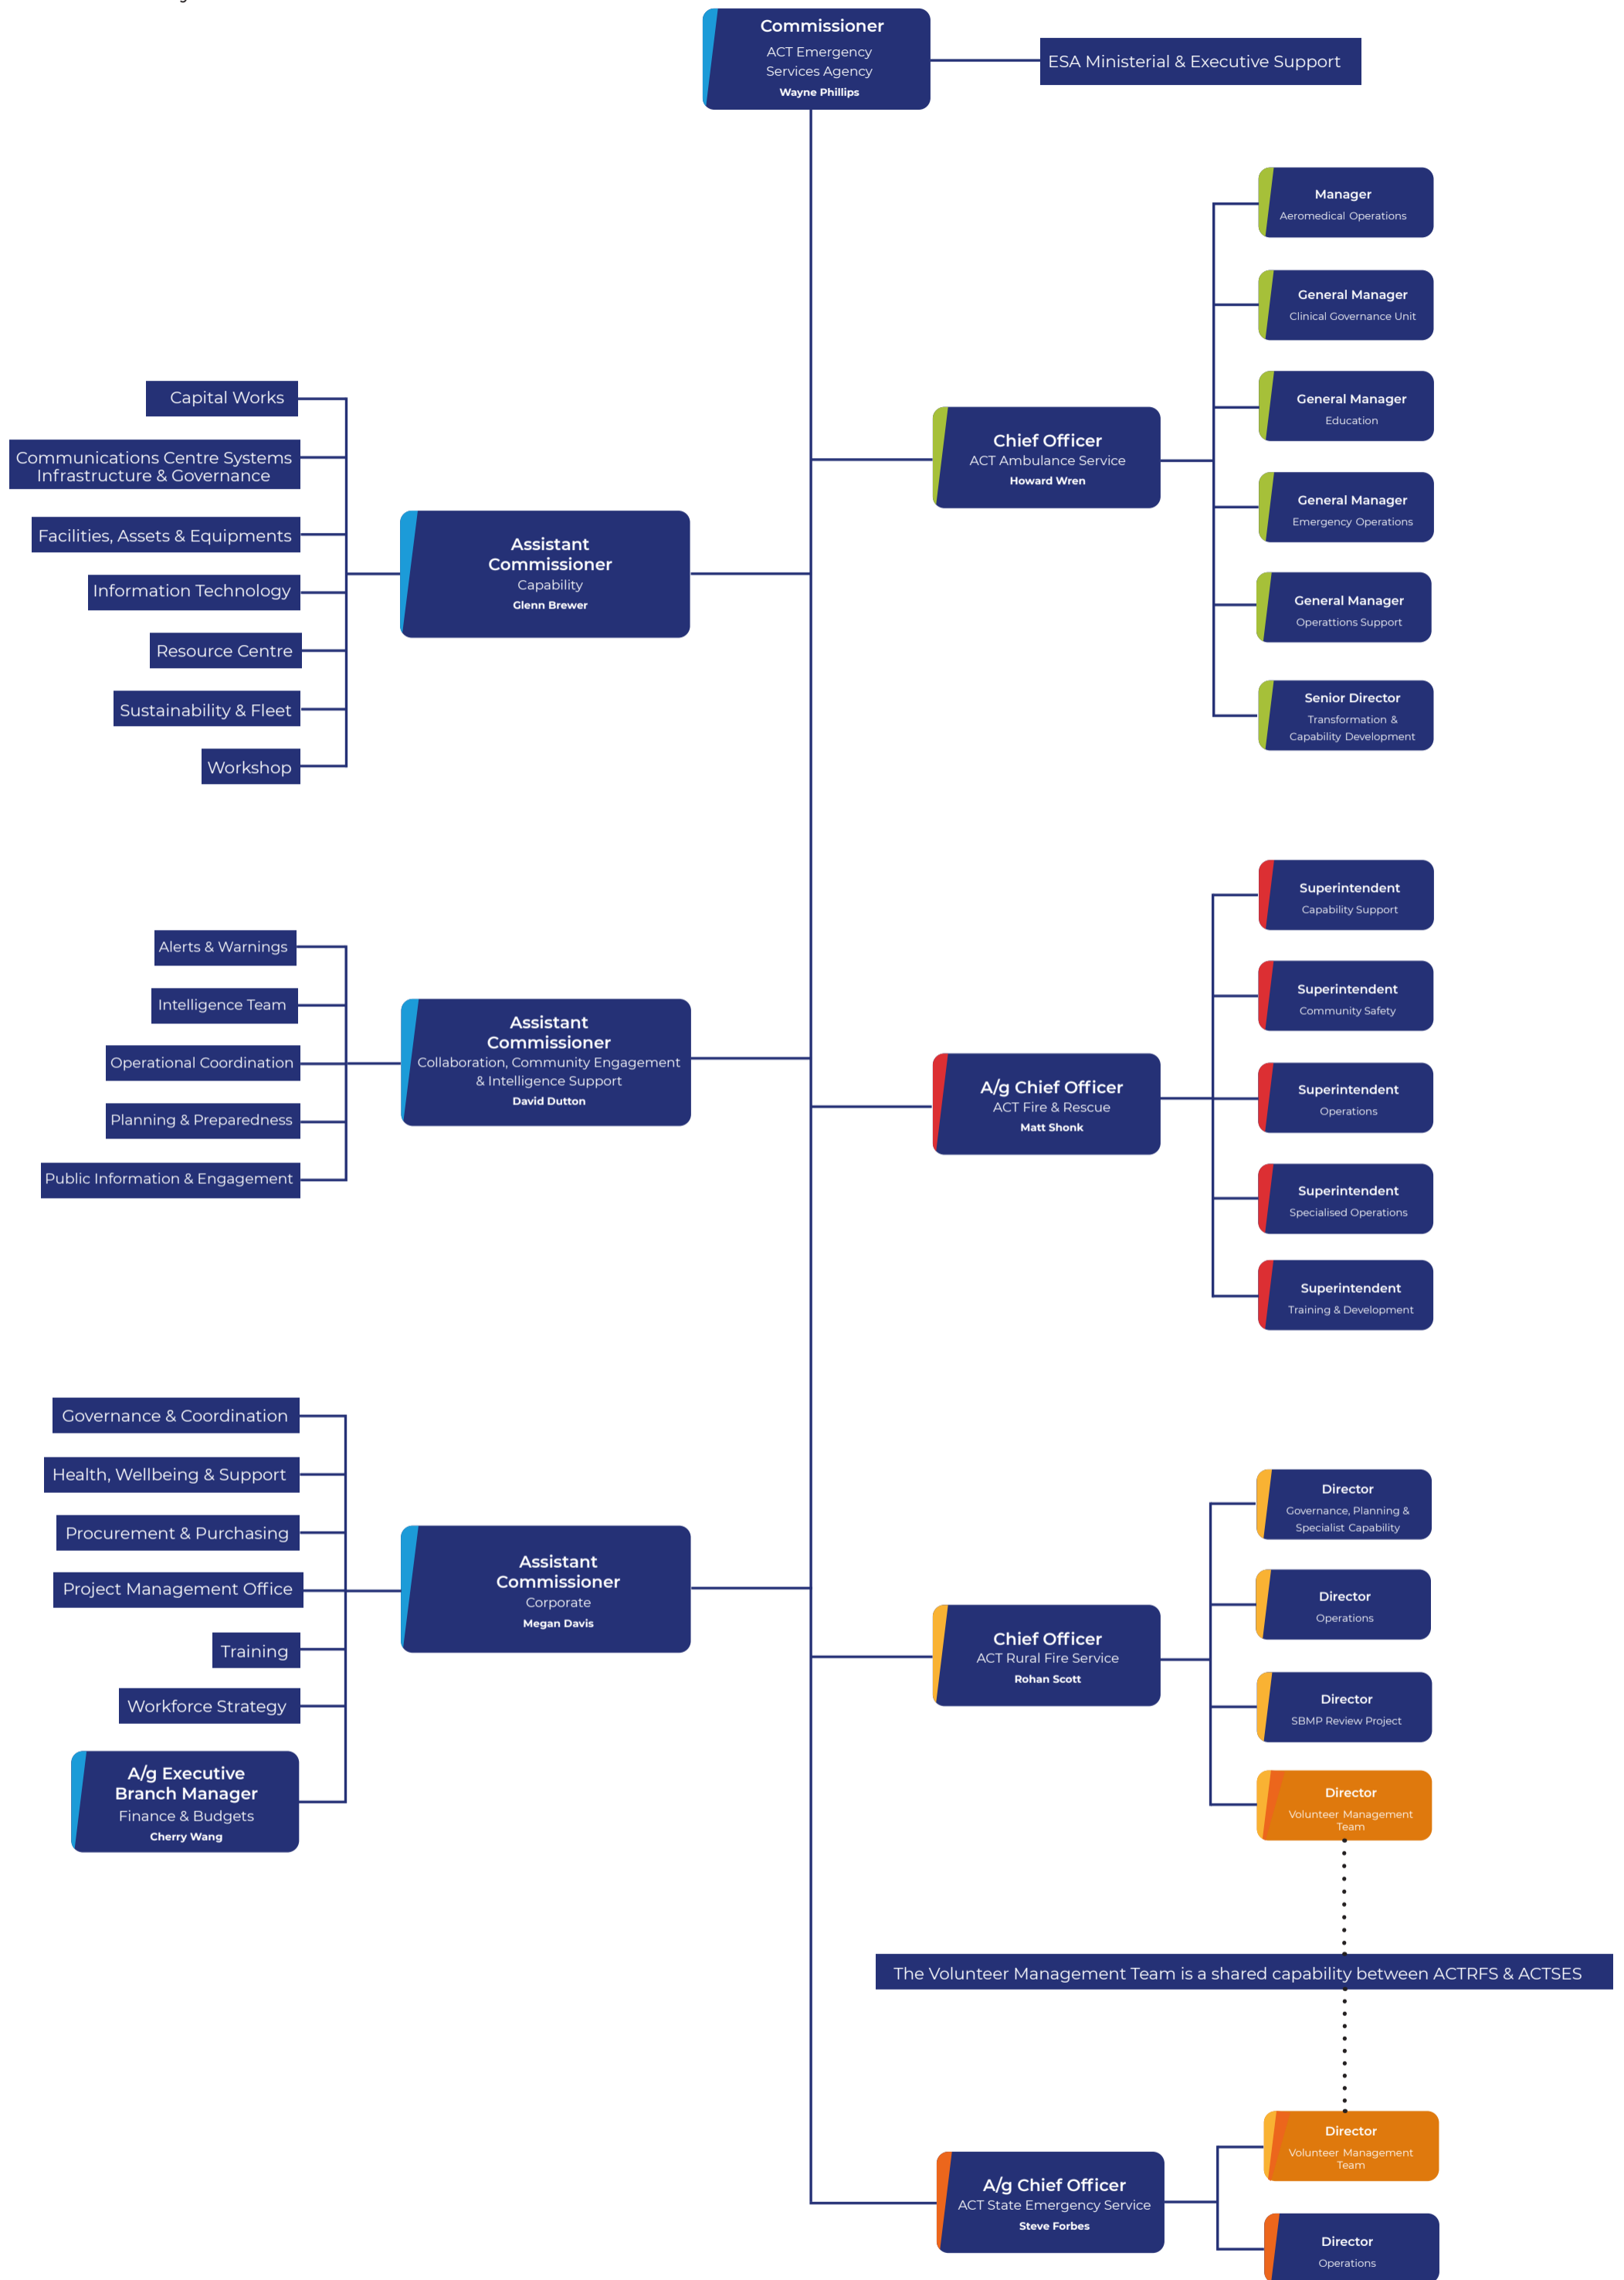 Commissioner
ACT Emergency
Services Agency
Wayne Phillips
ESA Ministerial & Executive Support
Capital Works
Communications Centre Systems
Infrastructure & Governance
Facilities, Assets & Equipments
Information Technology
Resource Centre
Sustainability & Fleet
Workshop
Assistant
Commissioner
Capability
Glenn Brewer
Chief Officer
ACT Ambulance Service
Howard Wren
Manager
Aeromedical Operations
General Manager
Clinical Governance Unit
General Manager
Education
General Manager
Emergency Operations
General Manager
Operattions Support
Senior Director
Transformation &
Capability Development
Alerts & Warnings
Intelligence Team
Operational Coordination
Planning & Preparedness
Public Information & Engagement
Assistant
Commissioner
Collaboration, Community Engagement
& Intelligence Support
David Dutton
A/g Chief Officer
ACT Fire & Rescue
Matt Shonk
Superintendent
Capability Support
Superintendent
Community Safety
Superintendent
Operations
Superintendent
Specialised Operations
Superintendent
Training & Development
Governance & Coordination
Health, Wellbeing & Support
Procurement & Purchasing
Project Management Office
Training
Workforce Strategy
A/g Executive
Branch Manager
Finance & Budgets
Cherry Wang
Assistant
Commissioner
Corporate
Megan Davis
Chief Officer
ACT Rural Fire Service
Rohan Scott
Director
Governance, Planning &
Specialist Capability
Director
Operations
Director
SBMP Review Project
Director
Volunteer Management
Team
The Volunteer Management Team is a shared capability between ACTRFS & ACTSES
A/g Chief Officer
ACT State Emergency Service
Steve Forbes
Director
Volunteer Management
Team
Director
Operations